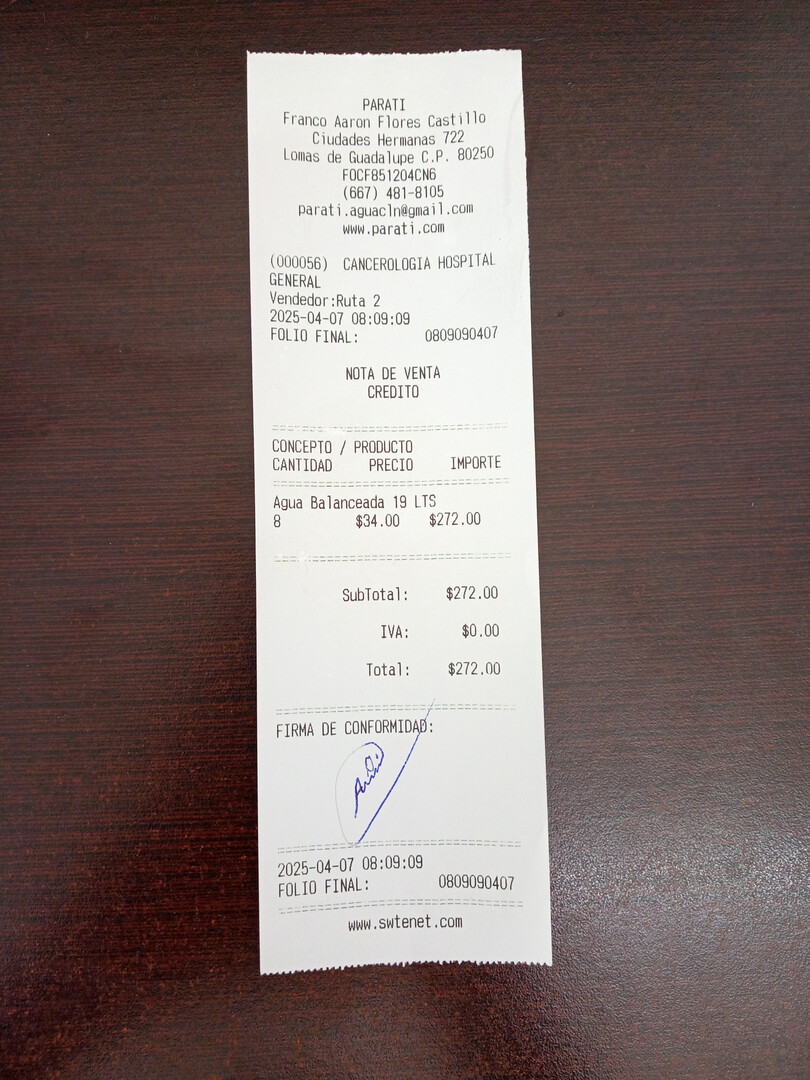 PARATI
Franco Aaron Flores Castillo
Ciudades Hermanas 722
Lomas de Guadalupe C.P. 80250
FOCF851204CN6
(667) 481-8105
parati.aguacln@gmail.com
www.parati.com
(000056) CANCEROLOGIA HOSPITAL
GENERAL
Vendedor:Ruta 2
2025-04-07 08:09:09
FOLIO FINAL: 0809090407
NOTA DE VENTA
CREDITO
CONCEPTO / PRODUCTO
CANTIDAD PRECIO IMPORTE
Agua Balanceada 19 LTS
8 $34.00 $272.00
SubTotal: $272.00
IVA: $0.00
Total: $272.00
FIRMA DE CONFORMIDAD:
2025-04-07 08:09:09
FOLIO FINAL: 0809090407
www.swtenet.com